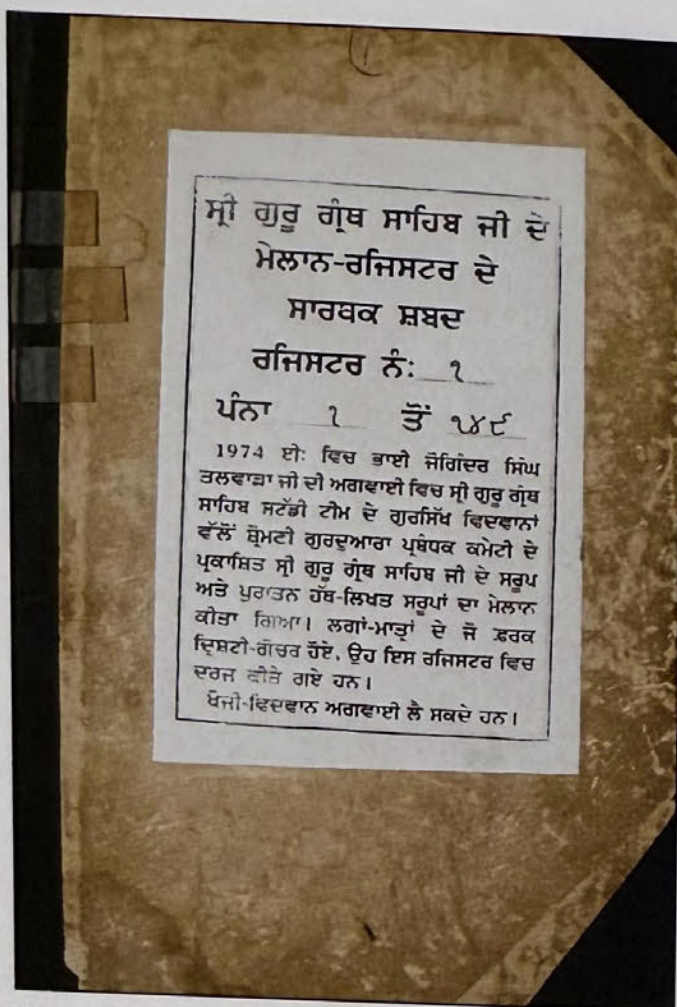 ੧
ਸ੍ਰੀ ਗੁਰੂ ਗ੍ਰੰਥ ਸਾਹਿਬ ਜੀ ਦੇ
ਮੇਲਾਨ-ਰਜਿਸਟਰ ਦੇ
ਸਾਰਥਕ ਸ਼ਬਦ
ਰਜਿਸਟਰ ਨੰ: ੧
ਪੰਨਾ ੧ ਤੋਂ ੧੪੯
1974 ਈ: ਵਿਚ ਭਾਈ ਜੋਗਿੰਦਰ ਸਿੰਘ
ਤਲਵਾੜਾ ਜੀ ਦੀ ਅਗਵਾਈ ਵਿਚ ਸ੍ਰੀ ਗੁਰੂ ਗ੍ਰੰਥ
ਸਾਹਿਬ ਸਟੱਡੀ ਟੀਮ ਦੇ ਗੁਰਸਿੱਖ ਵਿਦਵਾਨਾਂ
ਵੱਲੋਂ ਸ਼੍ਰੋਮਣੀ ਗੁਰਦੁਆਰਾ ਪ੍ਰਬੰਧਕ ਕਮੇਟੀ ਦੇ
ਪ੍ਰਕਾਸ਼ਿਤ ਸ੍ਰੀ ਗੁਰੂ ਗ੍ਰੰਥ ਸਾਹਿਬ ਜੀ ਦੇ ਸਰੂਪ
ਅਤੇ ਪੁਰਾਤਨ ਹੱਥ-ਲਿਖਤ ਸਰੂਪਾਂ ਦਾ ਮੇਲਾਨ
ਕੀਤਾ ਗਿਆ। ਲਗਾਂ-ਮਾਤ੍ਰਾਂ ਦੇ ਜੋ ਫ਼ਰਕ
ਦ੍ਰਿਸ਼ਟੀ-ਗੋਚਰ ਹੋਏ, ਉਹ ਇਸ ਰਜਿਸਟਰ ਵਿਚ
ਦਰਜ ਕੀਤੇ ਗਏ ਹਨ।
ਖੋਜੀ-ਵਿਦਵਾਨ ਅਗਵਾਈ ਲੈ ਸਕਦੇ ਹਨ।